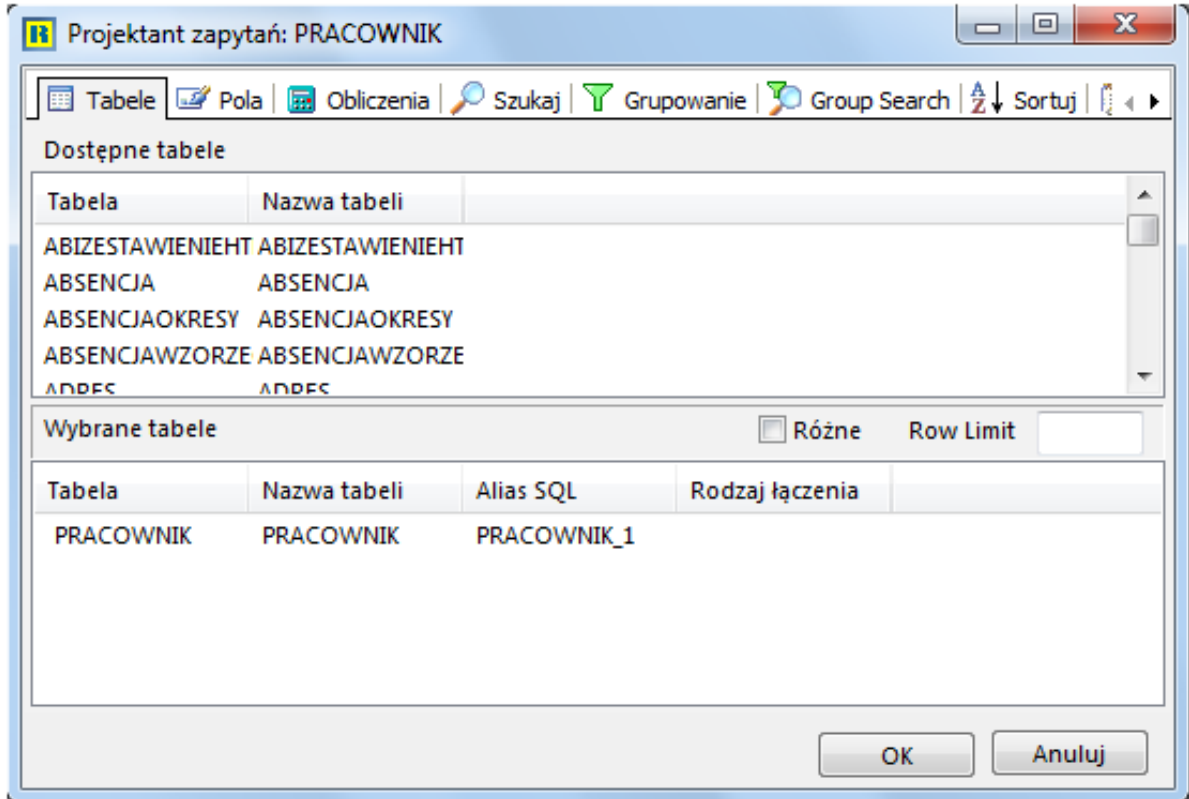 Projektant zapytań: PRACOWNIK
Tabele Pola Obliczenia Szukaj Grupowanie Group Search Sortuj
Dostępne tabele
Tabela Nazwa tabeli
ABIZESTAWIENIEHT ABIZESTAWIENIEHT
ABSENCJA ABSENCJA
ABSENCJAOKRESY ABSENCJAOKRESY
ABSENCJAWZORZE ABSENCJAWZORZE
ADRES ADRES
Wybrane tabele Różne Row Limit
Tabela Nazwa tabeli Alias SQL Rodzaj łączenia
PRACOWNIK PRACOWNIK PRACOWNIK_1
OK Anuluj